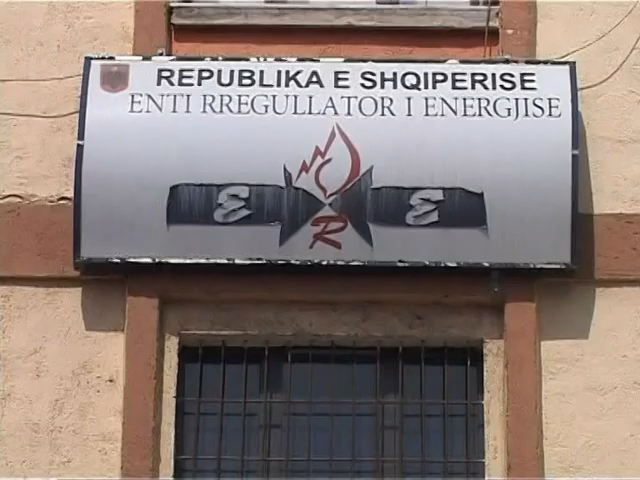 REPUBLIKA E SHQIPERISE
ENTI RREGULLATOR I ENERGJISE
E R E